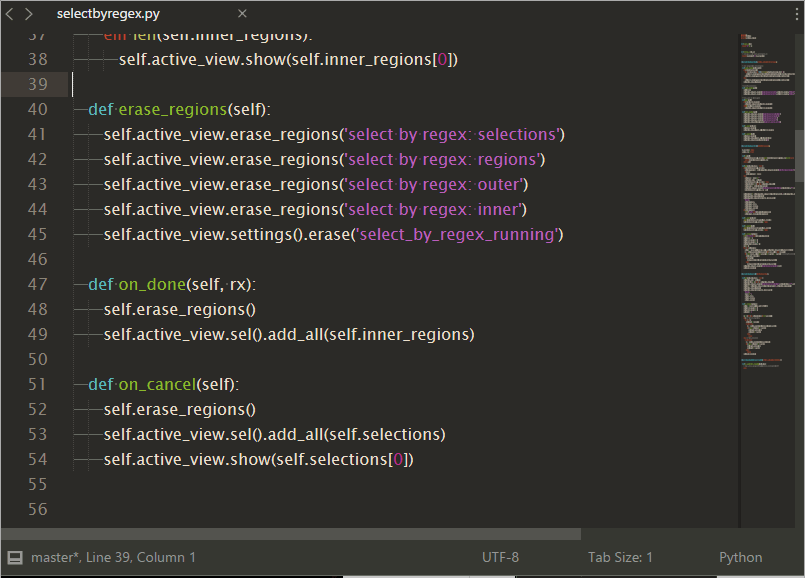 selectbyregex.py
37 elif len(self.inner_regions):
38 self.active_view.show(self.inner_regions[0])
39
40 def erase_regions(self):
41 self.active_view.erase_regions('select by regex: selections')
42 self.active_view.erase_regions('select by regex: regions')
43 self.active_view.erase_regions('select by regex: outer')
44 self.active_view.erase_regions('select by regex: inner')
45 self.active_view.settings().erase('select_by_regex_running')
46
47 def on_done(self, rx):
48 self.erase_regions()
49 self.active_view.sel().add_all(self.inner_regions)
50
51 def on_cancel(self):
52 self.erase_regions()
53 self.active_view.sel().add_all(self.selections)
54 self.active_view.show(self.selections[0])
55
56
master*, Line 39, Column 1 UTF-8 Tab Size: 1 Python